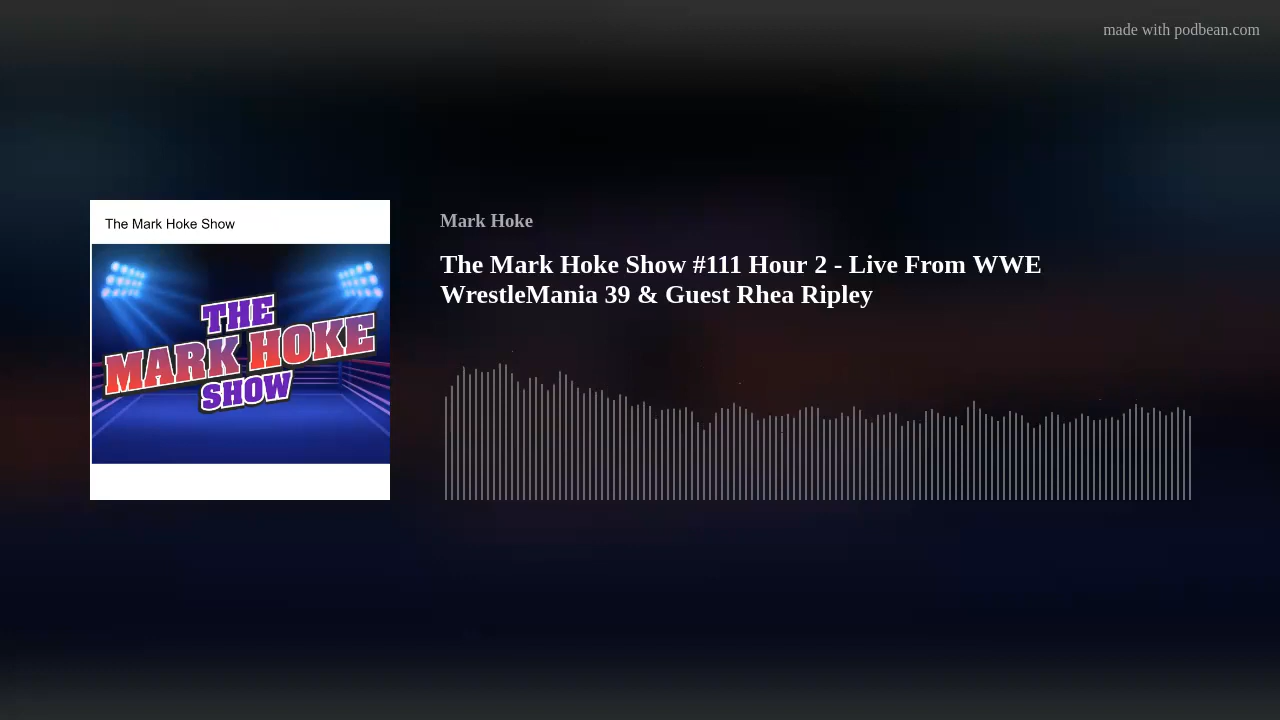 made with podbean.com
The Mark Hoke Show
THE
MARK HOKE
SHOW
Mark Hoke
The Mark Hoke Show #111 Hour 2 - Live From WWE
WrestleMania 39 & Guest Rhea Ripley